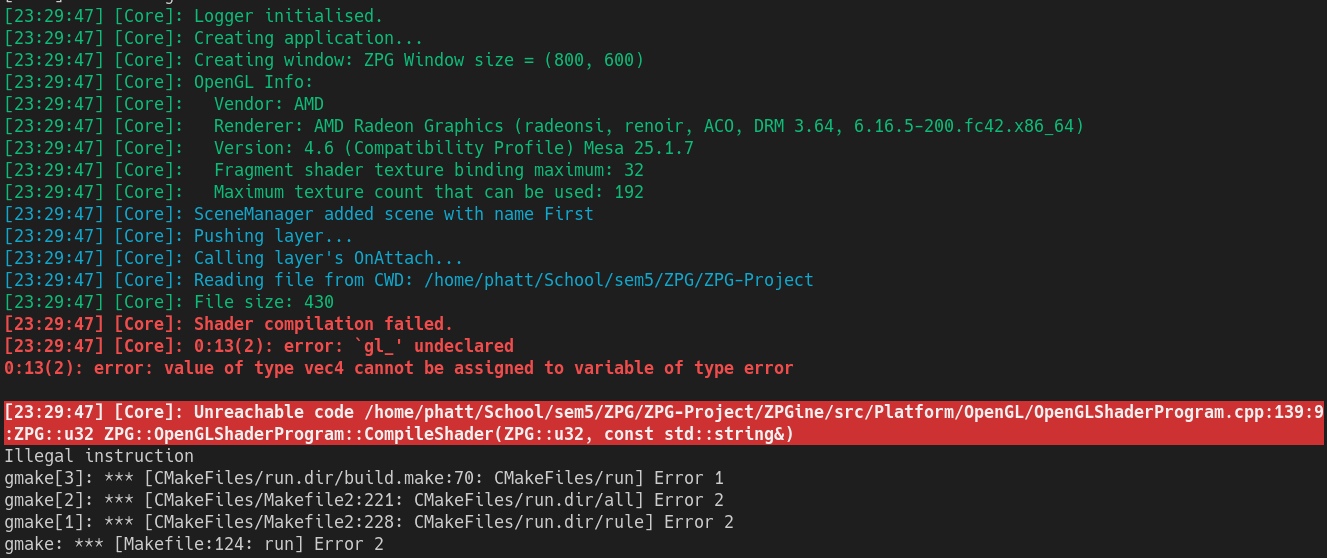 [23:29:47] [Core]: Logger initialised.
[23:29:47] [Core]: Creating application...
[23:29:47] [Core]: Creating window: ZPG Window size = (800, 600)
[23:29:47] [Core]: OpenGL Info:
[23:29:47] [Core]:   Vendor: AMD
[23:29:47] [Core]:   Renderer: AMD Radeon Graphics (radeonsi, renoir, ACO, DRM 3.64, 6.16.5-200.fc42.x86_64)
[23:29:47] [Core]:   Version: 4.6 (Compatibility Profile) Mesa 25.1.7
[23:29:47] [Core]:   Fragment shader texture binding maximum: 32
[23:29:47] [Core]:   Maximum texture count that can be used: 192
[23:29:47] [Core]: SceneManager added scene with name First
[23:29:47] [Core]: Pushing layer...
[23:29:47] [Core]: Calling layer's OnAttach...
[23:29:47] [Core]: Reading file from CWD: /home/phatt/School/sem5/ZPG/ZPG-Project
[23:29:47] [Core]: File size: 430
[23:29:47] [Core]: Shader compilation failed.
[23:29:47] [Core]: 0:13(2): error: `gl_' undeclared
0:13(2): error: value of type vec4 cannot be assigned to variable of type error
[23:29:47] [Core]: Unreachable code /home/phatt/School/sem5/ZPG/ZPG-Project/ZPGine/src/Platform/OpenGL/OpenGLShaderProgram.cpp:139:9
:ZPG::u32 ZPG::OpenGLShaderProgram::CompileShader(ZPG::u32, const std::string&)
Illegal instruction
gmake[3]: *** [CMakeFiles/run.dir/build.make:70: CMakeFiles/run] Error 1
gmake[2]: *** [CMakeFiles/Makefile2:221: CMakeFiles/run.dir/all] Error 2
gmake[1]: *** [CMakeFiles/Makefile2:228: CMakeFiles/run.dir/rule] Error 2
gmake: *** [Makefile:124: run] Error 2